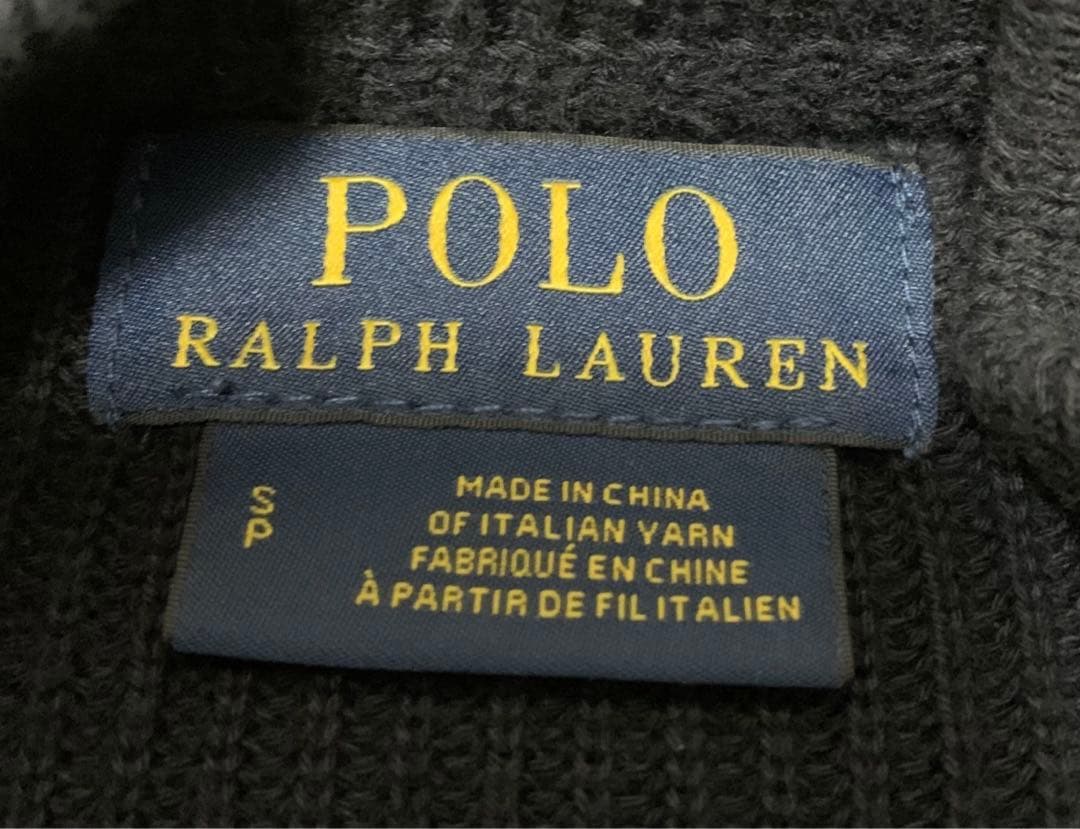 POLO
RALPH LAUREN
S
P
MADE IN CHINA
OF ITALIAN YARN
FABRIQUÉ EN CHINE
À PARTIR DE FIL ITALIEN